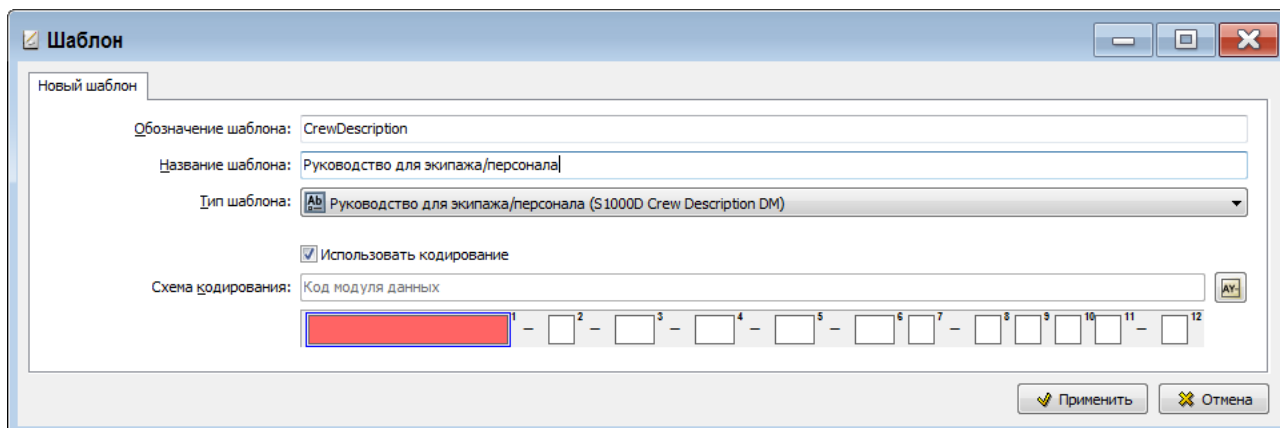 Шаблон
Новый шаблон
Обозначение шаблона: CrewDescription
Название шаблона: Руководство для экипажа/персонала
Тип шаблона: Ab Руководство для экипажа/персонала (S1000D Crew Description DM)
Использовать кодирование
Схема кодирования: Код модуля данных AY-
1 – 2 – 3 – 4 – 5 – 6 7 – 8 9 10 11 – 12
Применить Отмена